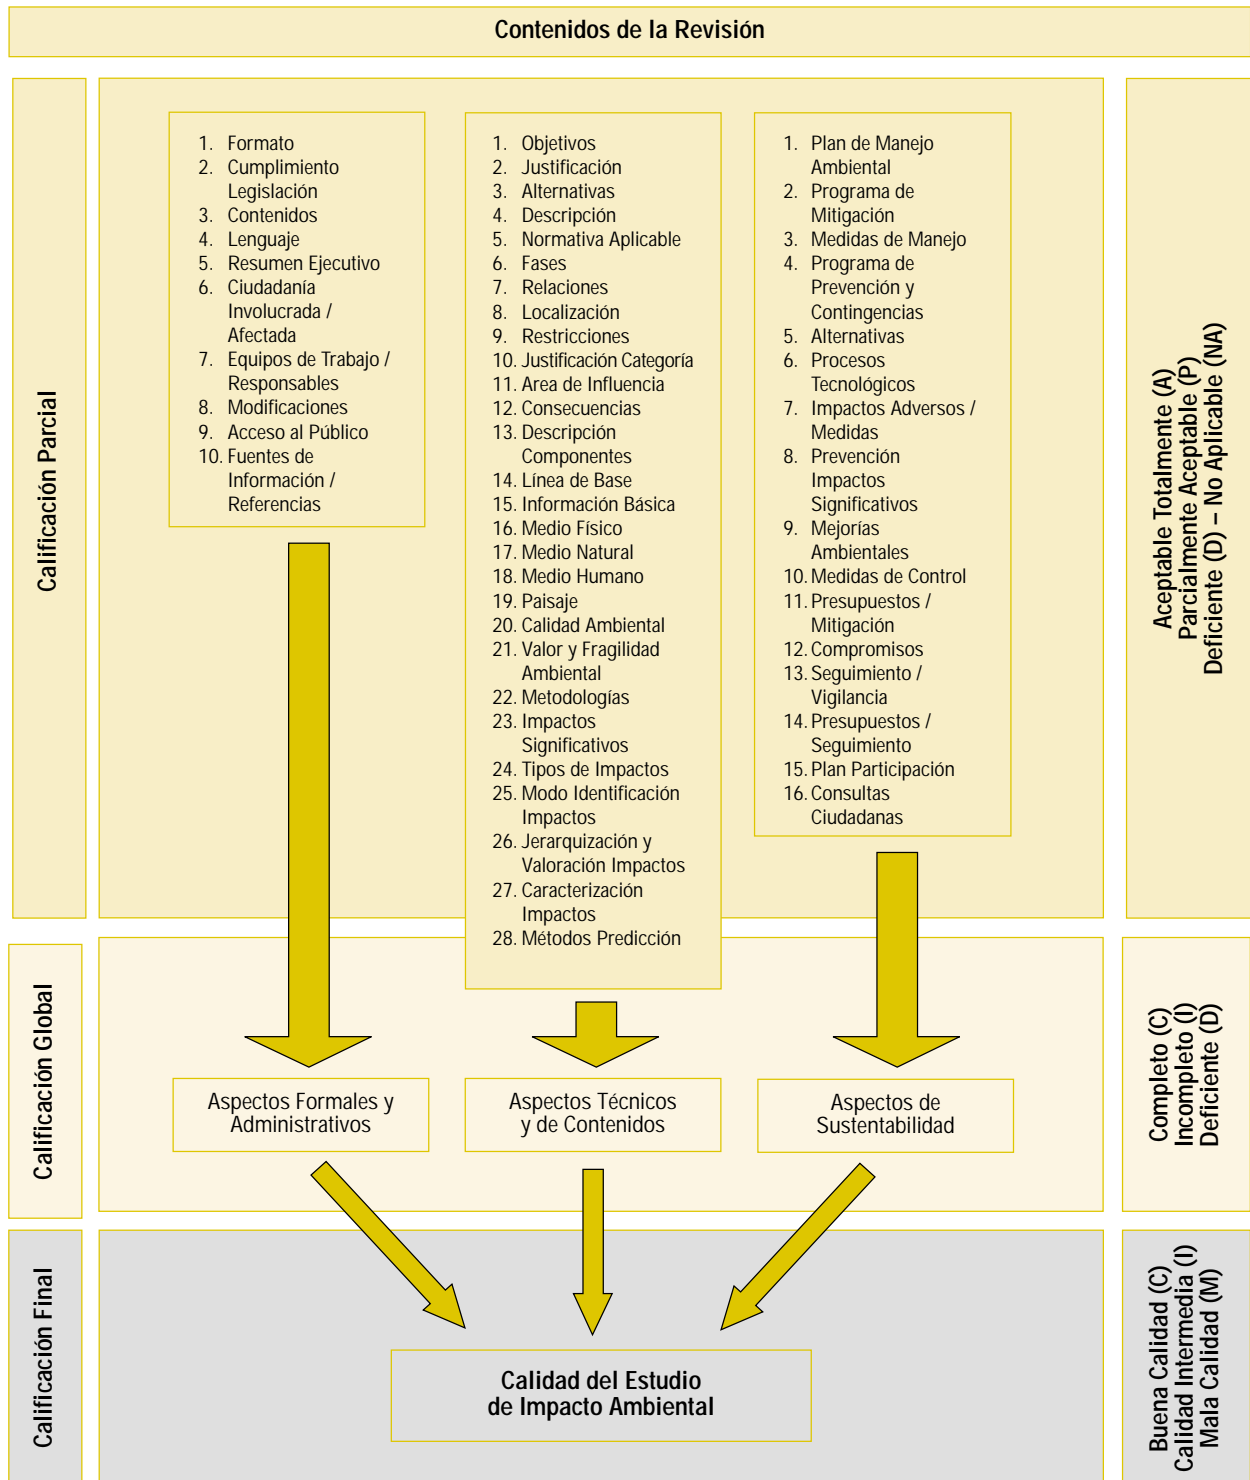 Contenidos de la Revisión
Calificación Parcial
1. Formato
2. Cumplimiento
Legislación
3. Contenidos
4. Lenguaje
5. Resumen Ejecutivo
6. Ciudadanía
Involucrada /
Afectada
7. Equipos de Trabajo /
Responsables
8. Modificaciones
9. Acceso al Público
10. Fuentes de
Información /
Referencias
1. Objetivos
2. Justificación
3. Alternativas
4. Descripción
5. Normativa Aplicable
6. Fases
7. Relaciones
8. Localización
9. Restricciones
10. Justificación Categoría
11. Area de Influencia
12. Consecuencias
13. Descripción
Componentes
14. Línea de Base
15. Información Básica
16. Medio Físico
17. Medio Natural
18. Medio Humano
19. Paisaje
20. Calidad Ambiental
21. Valor y Fragilidad
Ambiental
22. Metodologías
23. Impactos
Significativos
24. Tipos de Impactos
25. Modo Identificación
Impactos
26. Jerarquización y
Valoración Impactos
27. Caracterización
Impactos
28. Métodos Predicción
1. Plan de Manejo
Ambiental
2. Programa de
Mitigación
3. Medidas de Manejo
4. Programa de
Prevención y
Contingencias
5. Alternativas
6. Procesos
Tecnológicos
7. Impactos Adversos /
Medidas
8. Prevención
Impactos
Significativos
9. Mejorías
Ambientales
10. Medidas de Control
11. Presupuestos /
Mitigación
12. Compromisos
13. Seguimiento /
Vigilancia
14. Presupuestos /
Seguimiento
15. Plan Participación
16. Consultas
Ciudadanas
Aceptable Totalmente (A)
Parcialmente Aceptable (P)
Deficiente (D) – No Aplicable (NA)
Calificación Global
Aspectos Formales y
Administrativos
Aspectos Técnicos
y de Contenidos
Aspectos de
Sustentabilidad
Completo (C)
Incompleto (I)
Deficiente (D)
Calificación Final
Calidad del Estudio
de Impacto Ambiental
Buena Calidad (C)
Calidad Intermedia (I)
Mala Calidad (M)